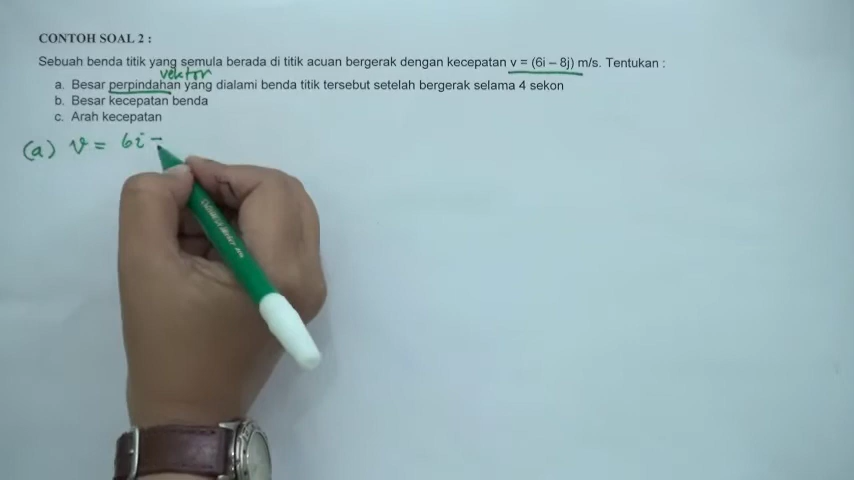 CONTOH SOAL 2 :
Sebuah benda titik yang semula berada di titik acuan bergerak dengan kecepatan v = (6i – 8j) m/s. Tentukan :
vektor
a. Besar perpindahan yang dialami benda titik tersebut setelah bergerak selama 4 sekon
b. Besar kecepatan benda
c. Arah kecepatan
(a) v = 6i -